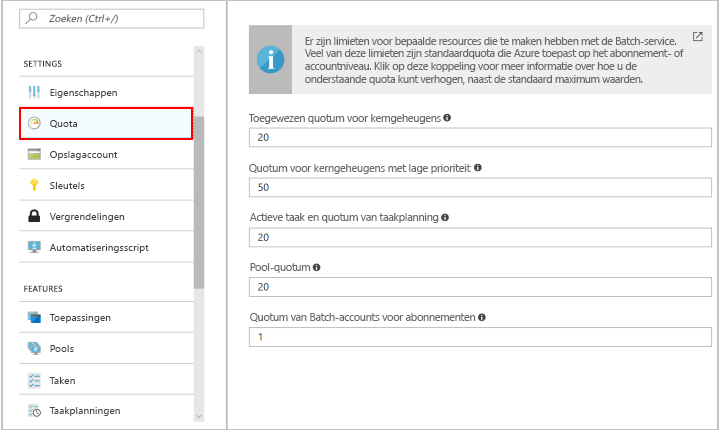 Zoeken (Ctrl+/)
SETTINGS
Eigenschappen
Quota
Opslagaccount
Sleutels
Vergrendelingen
Automatiseringsscript
FEATURES
Toepassingen
Pools
Taken
Taakplanningen
Er zijn limieten voor bepaalde resources die te maken hebben met de Batch-service.
Veel van deze limieten zijn standaardquota die Azure toepast op het abonnement- of
accountniveau. Klik op deze koppeling voor meer informatie over hoe u de
onderstaande quota kunt verhogen, naast de standaard maximum waarden.
Toegewezen quotum voor kerngeheugens
20
Quotum voor kerngeheugens met lage prioriteit
50
Actieve taak en quotum van taakplanning
20
Pool-quotum
20
Quotum van Batch-accounts voor abonnementen
1